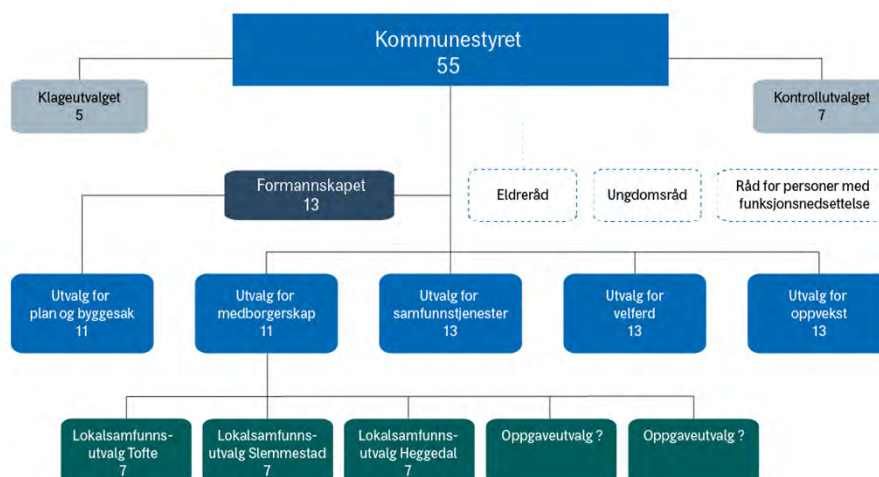 Kommunestyret
55
Klageutvalget
5
Kontrollutvalget
7
Formannskapet
13
Eldreråd
Ungdomsråd
Råd for personer med
funksjonsnedsettelse
Utvalg for
plan og byggesak
11
Utvalg for
medborgerskap
11
Utvalg for
samfunnstjenester
13
Utvalg for
velferd
13
Utvalg for
oppvekst
13
Lokalsamfunns-
utvalg Tofte
7
Lokalsamfunns-
utvalg Slemmestad
7
Lokalsamfunns-
utvalg Heggedal
7
Oppgaveutvalg ?
Oppgaveutvalg ?